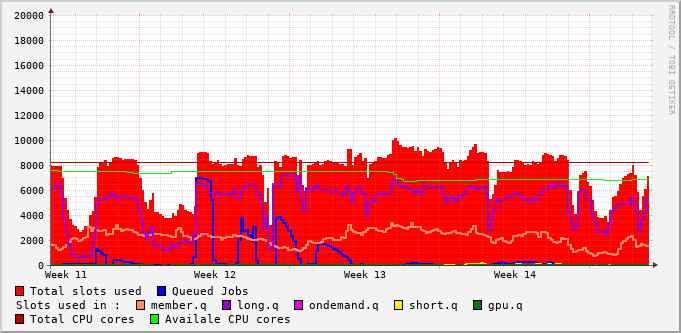 20000
18000
16000
14000
12000
10000
8000
6000
4000
2000
0
Week 11 Week 12 Week 13 Week 14
Total slots used Queued Jobs
Slots used in : member.q long.q ondemand.q short.q gpu.q
Total CPU cores Availale CPU cores
RRDTOOL / TOBI OETIKER